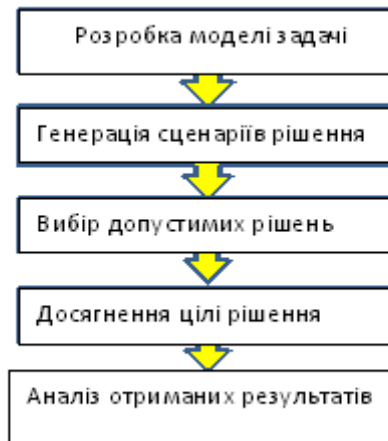 Розробка моделі задачі
Генерація сценаріїв рішення
Вибір допустимих рішень
Досягнення цілі рішення
Аналіз отриманих результатів